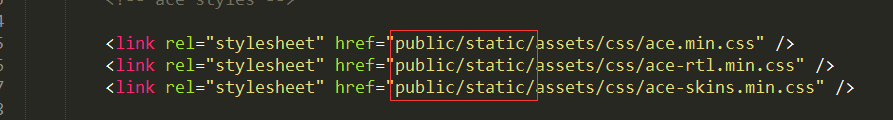 <!-- ace styles -->
<link rel="stylesheet" href="public/static/assets/css/ace.min.css" />
<link rel="stylesheet" href="public/static/assets/css/ace-rtl.min.css" />
<link rel="stylesheet" href="public/static/assets/css/ace-skins.min.css" />